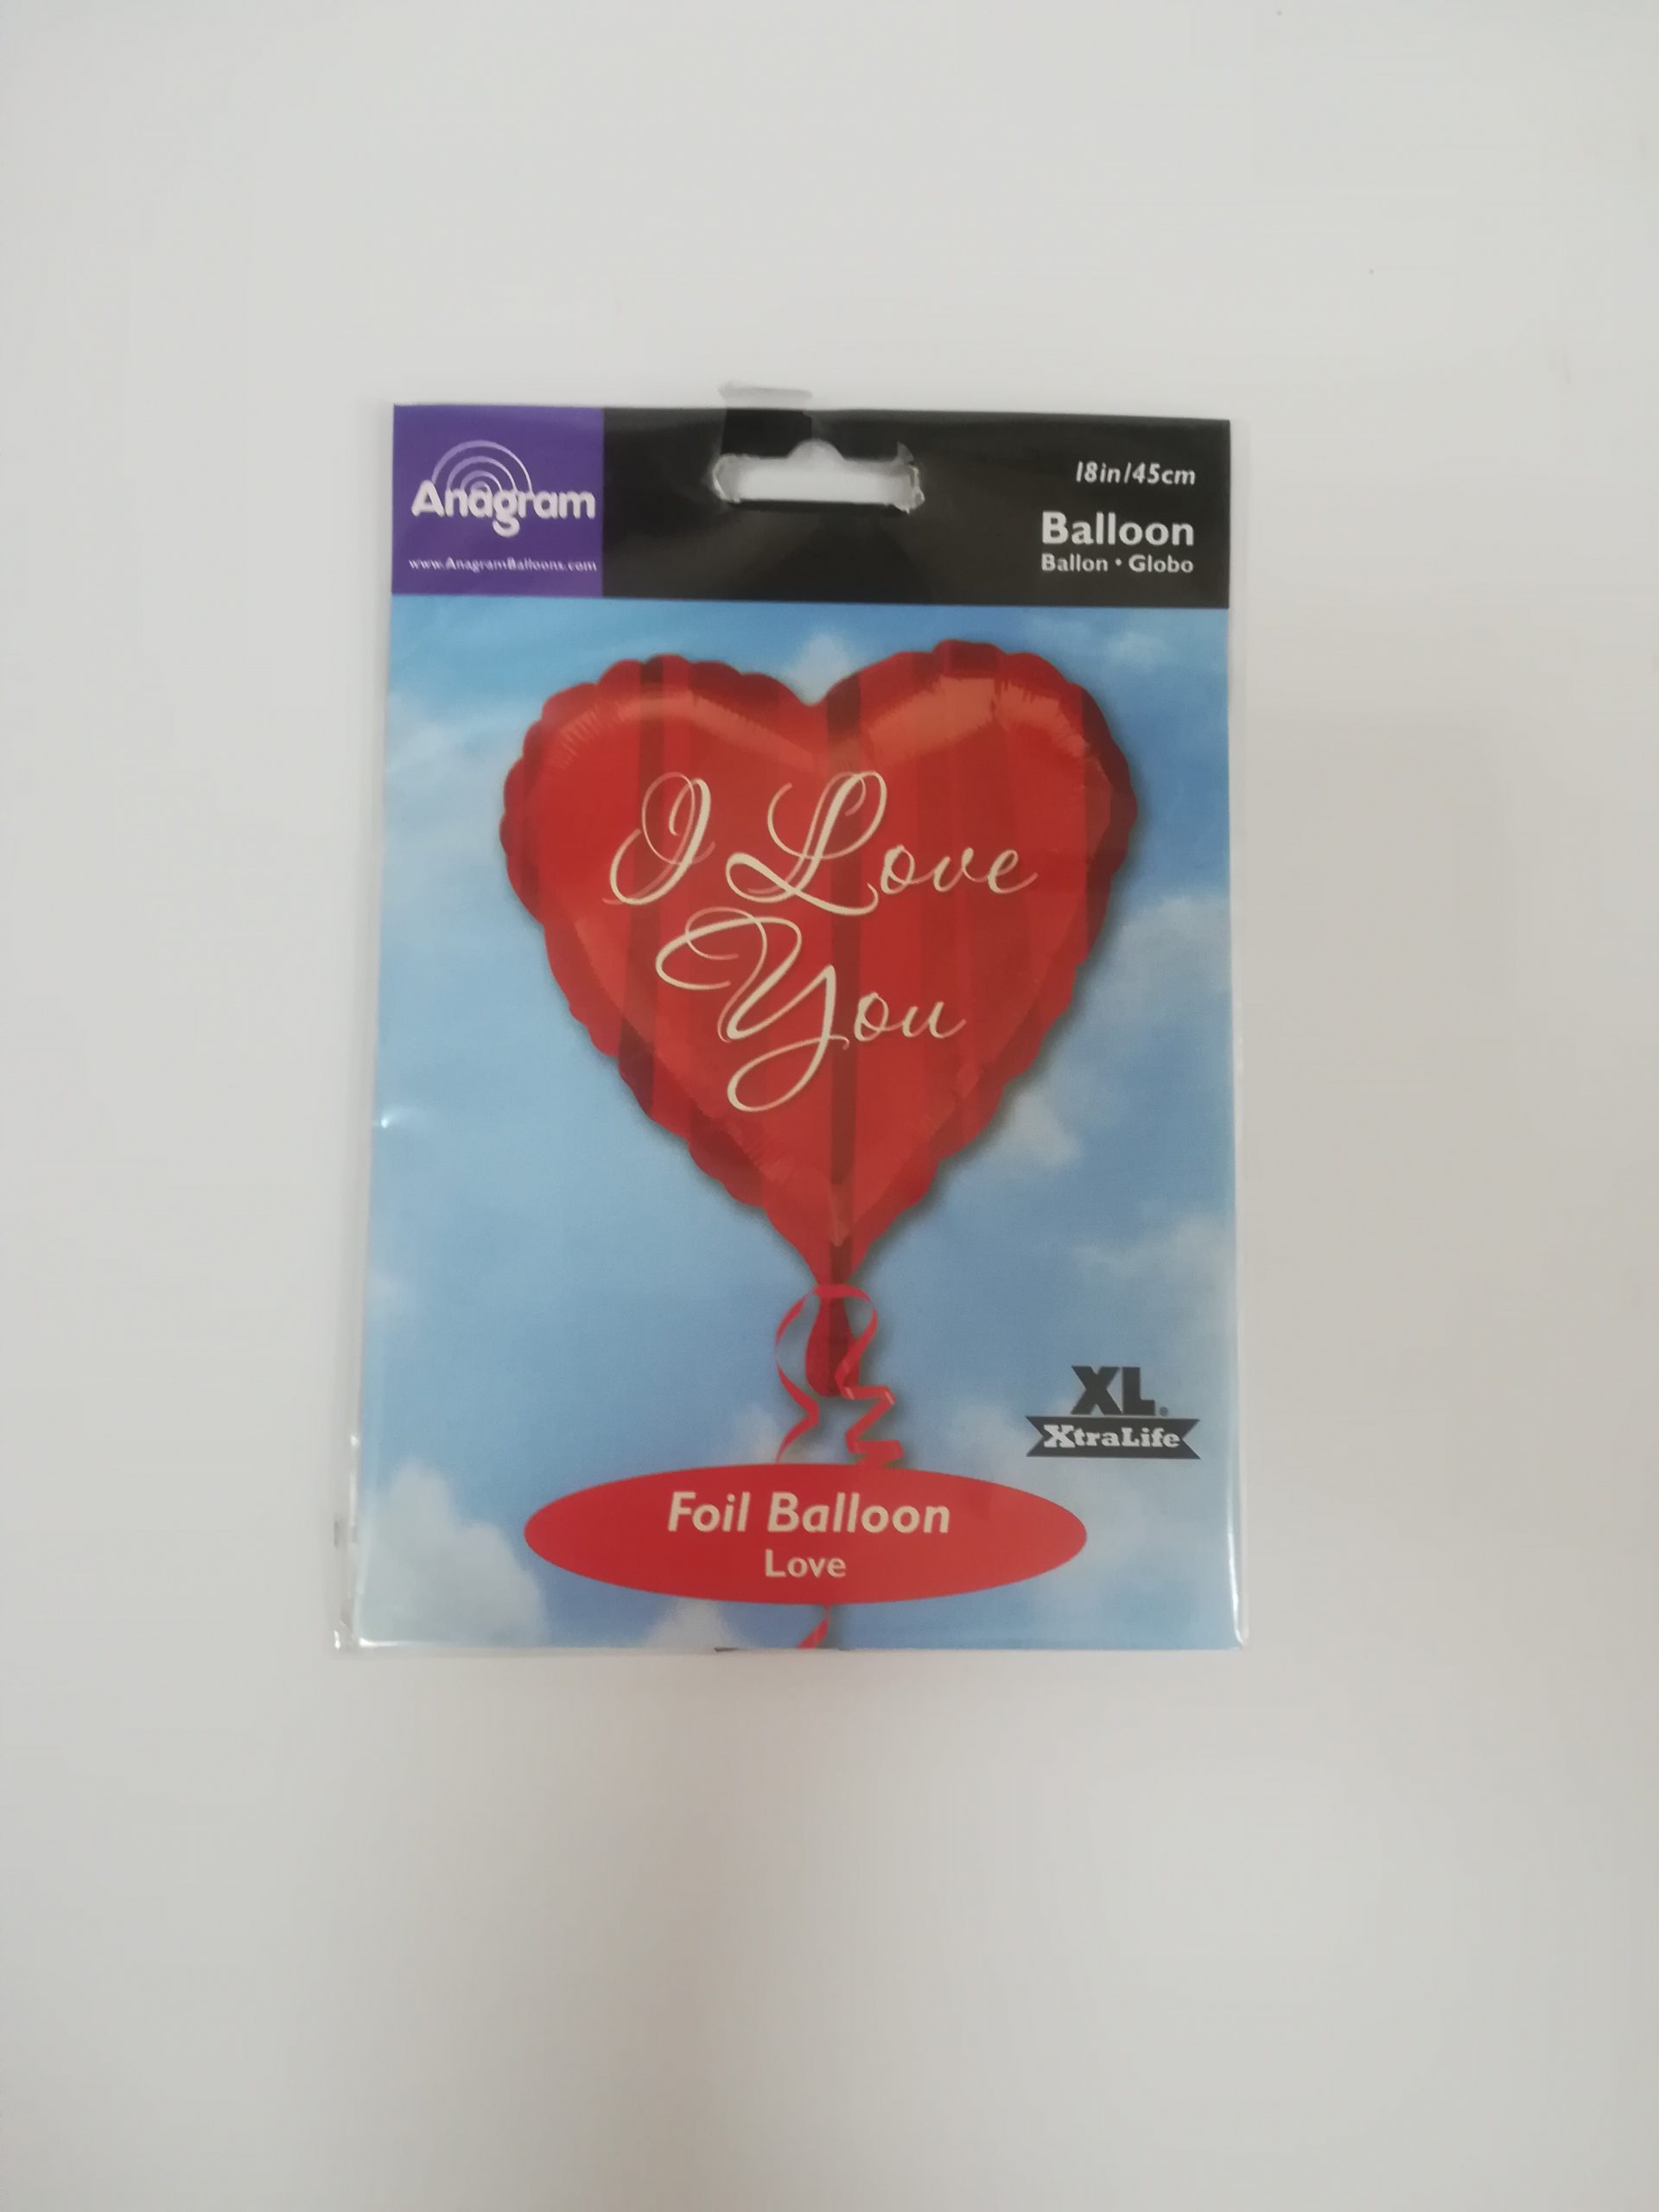 Anagram
www.AnagramBalloons.com
18in/45cm
Balloon
Ballon • Globo
I Love
You
XL®
XtraLife
Foil Balloon
Love